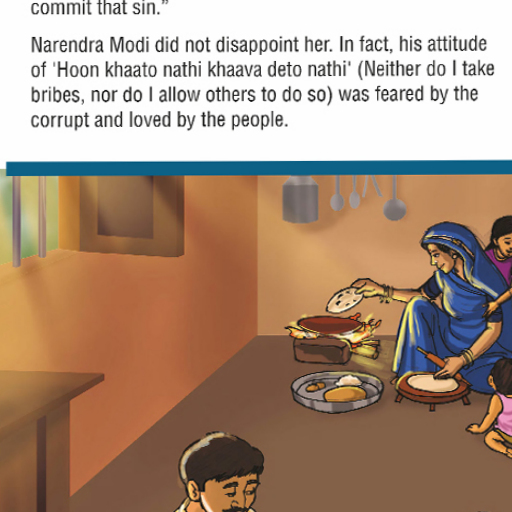 commit that sin.”
Narendra Modi did not disappoint her. In fact, his attitude
of 'Hoon khaato nathi khaava deto nathi' (Neither do I take
bribes, nor do I allow others to do so) was feared by the
corrupt and loved by the people.